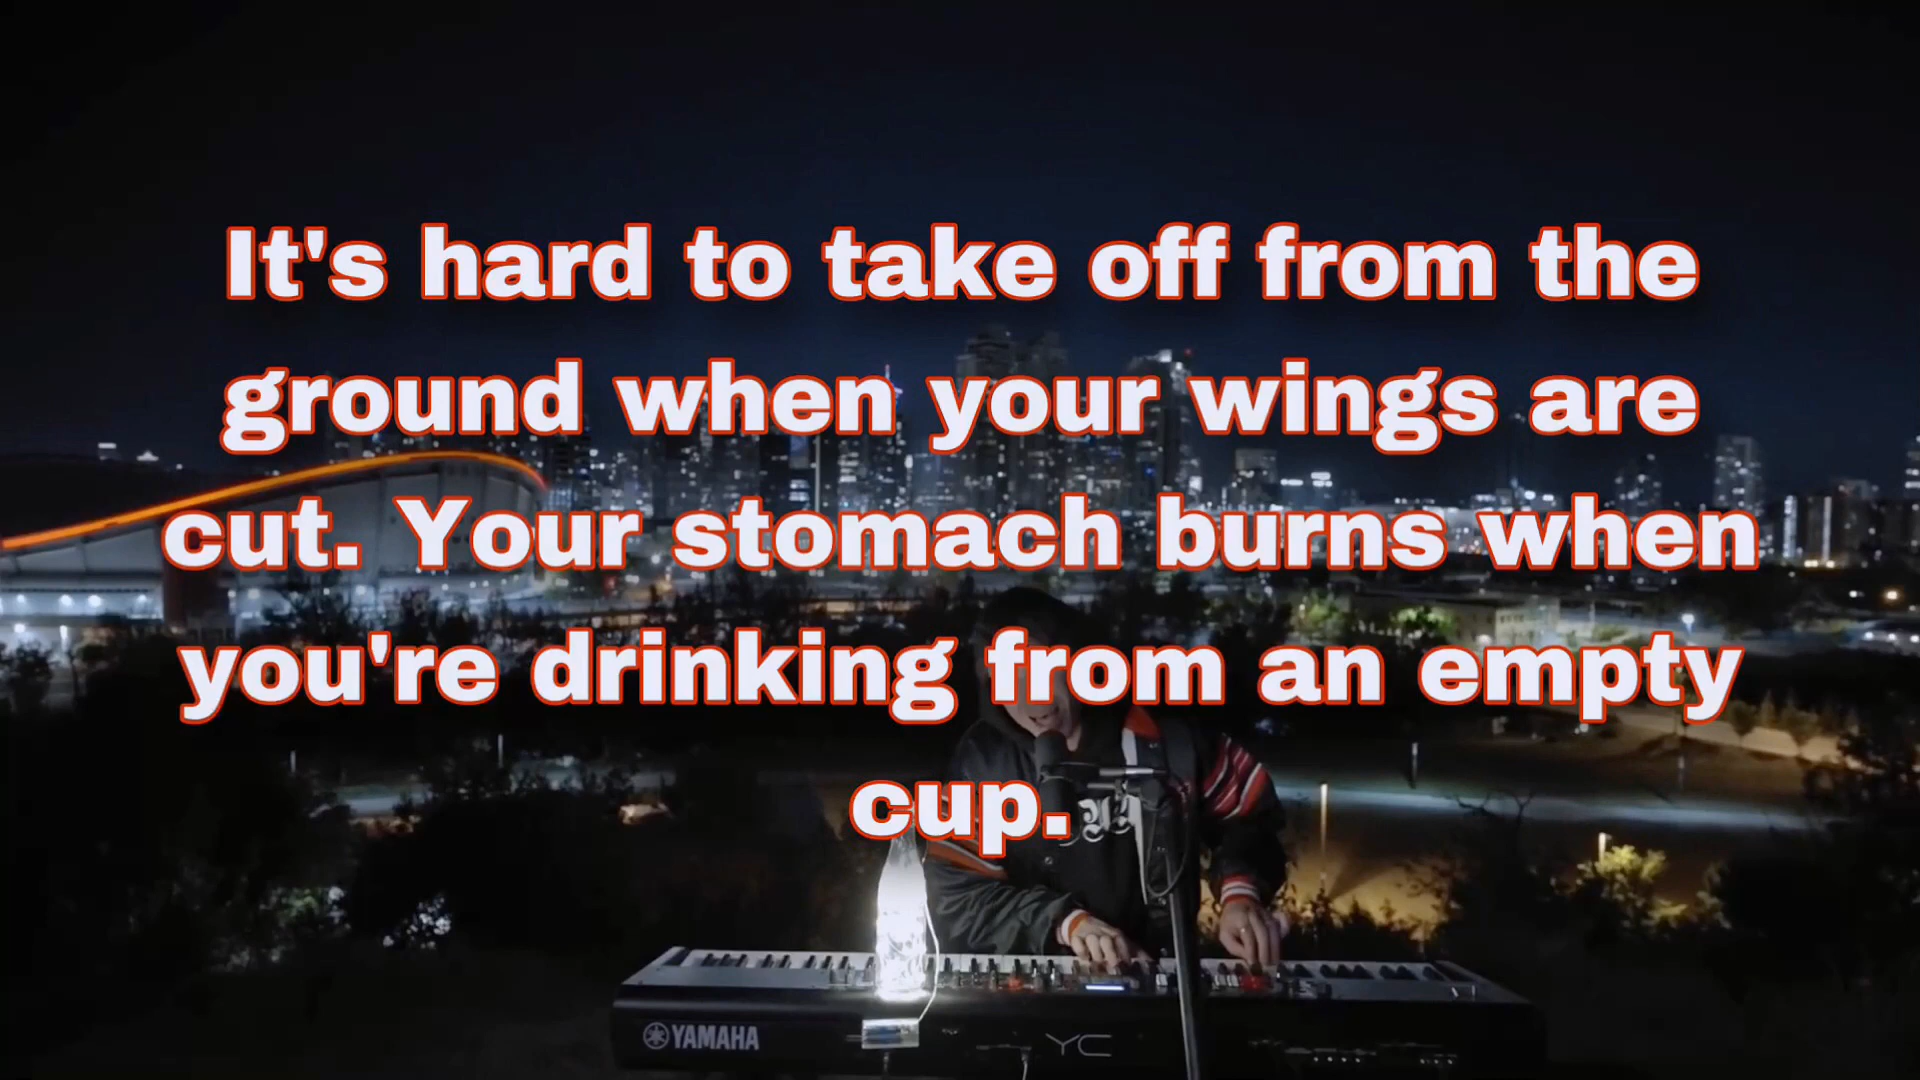 It's hard to take off from the
ground when your wings are
cut. Your stomach burns when
you're drinking from an empty
cup.
YAMAHA
YC